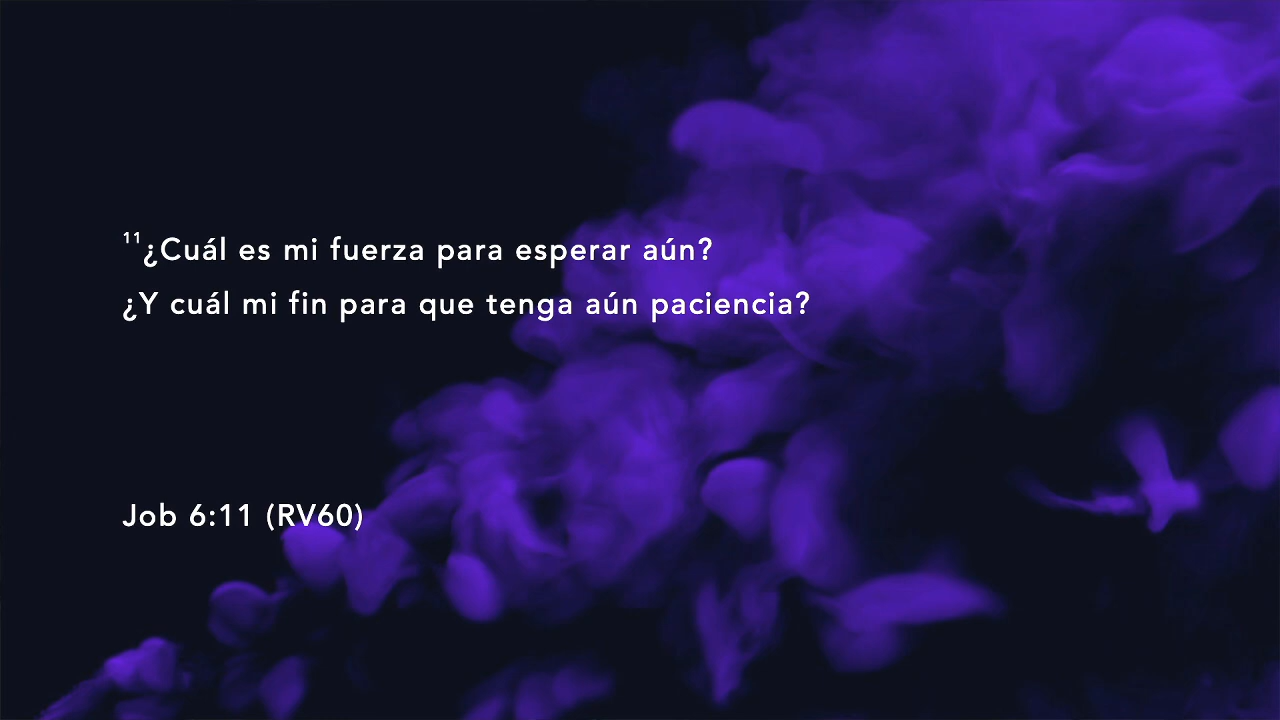 ¹¹¿Cuál es mi fuerza para esperar aún?
¿Y cuál mi fin para que tenga aún paciencia?
Job 6:11 (RV60)